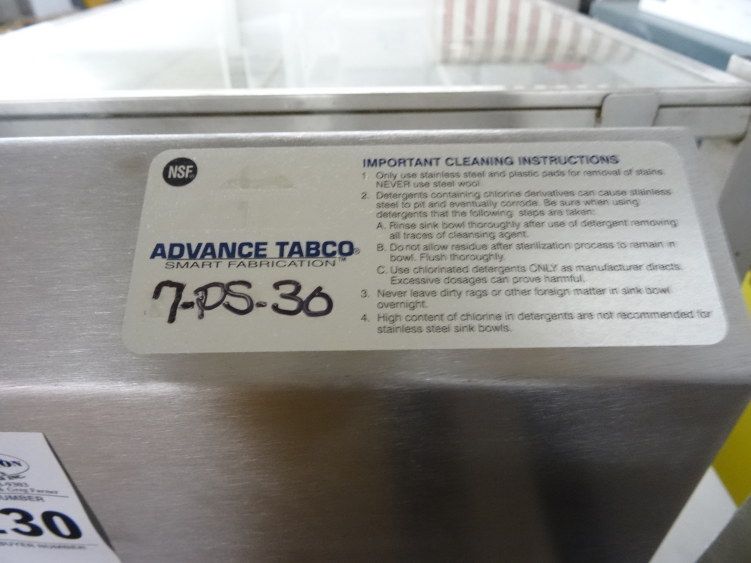 NSF
ADVANCE TABCO®
SMART FABRICATION™
7-PS-36
IMPORTANT CLEANING INSTRUCTIONS
1. Only use stainless steel and plastic pads for removal of stains.
NEVER use steel wool.
2. Detergents containing chlorine derivatives can cause stainless
steel to pit and eventually corrode. Be sure when using
detergents that the following steps are taken:
A. Rinse sink bowl thoroughly after use of detergent removing
all traces of cleansing agent.
B. Do not allow residue after sterilization process to remain in
bowl. Flush thoroughly.
C. Use chlorinated detergents ONLY as manufacturer directs.
Excessive dosages can prove harmful.
3. Never leave dirty rags or other foreign matter in sink bowl
overnight.
4. High content of chlorine in detergents are not recommended for
stainless steel sink bowls.
Greg Farner
30
BUYER NUMBER